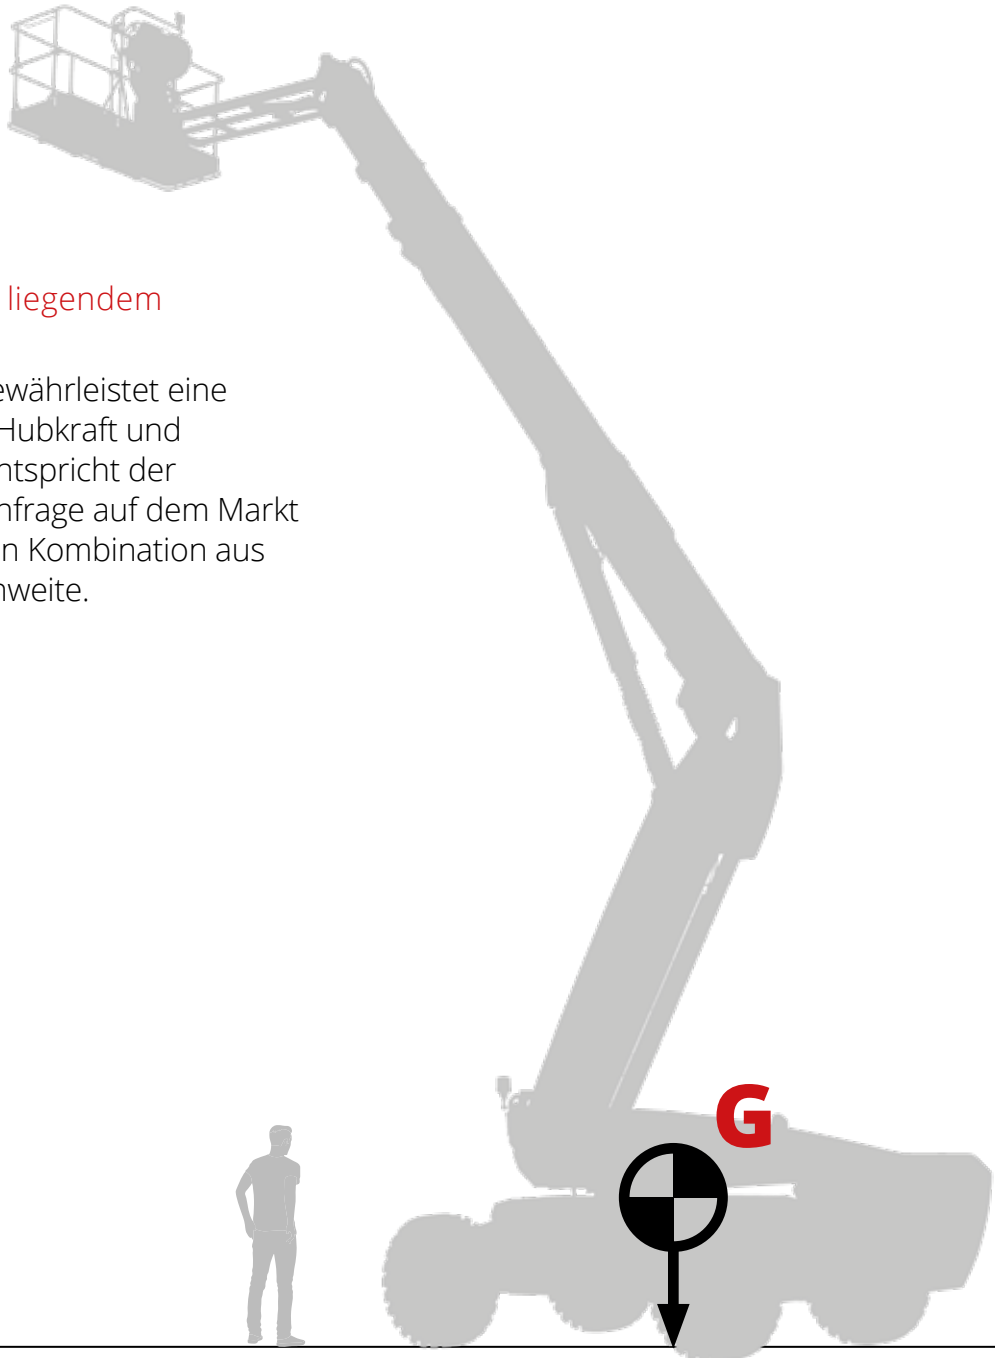 liegendem
ewährleistet eine
Hubkraft und
ntspricht der
nfrage auf dem Markt
n Kombination aus
nweite.
G